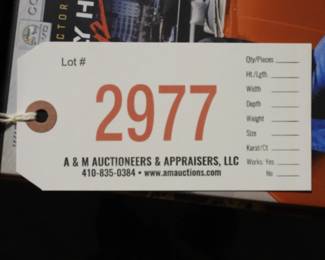 CTOR
Y H
Lot #
2977
A & M AUCTIONEERS & APPRAISERS, LLC
410-835-0384 • www.amauctions.com
Qty/Pieces
Ht./Lgth.
Width
Depth
Weight
Size
Karat/Ct.
Works: Yes
No